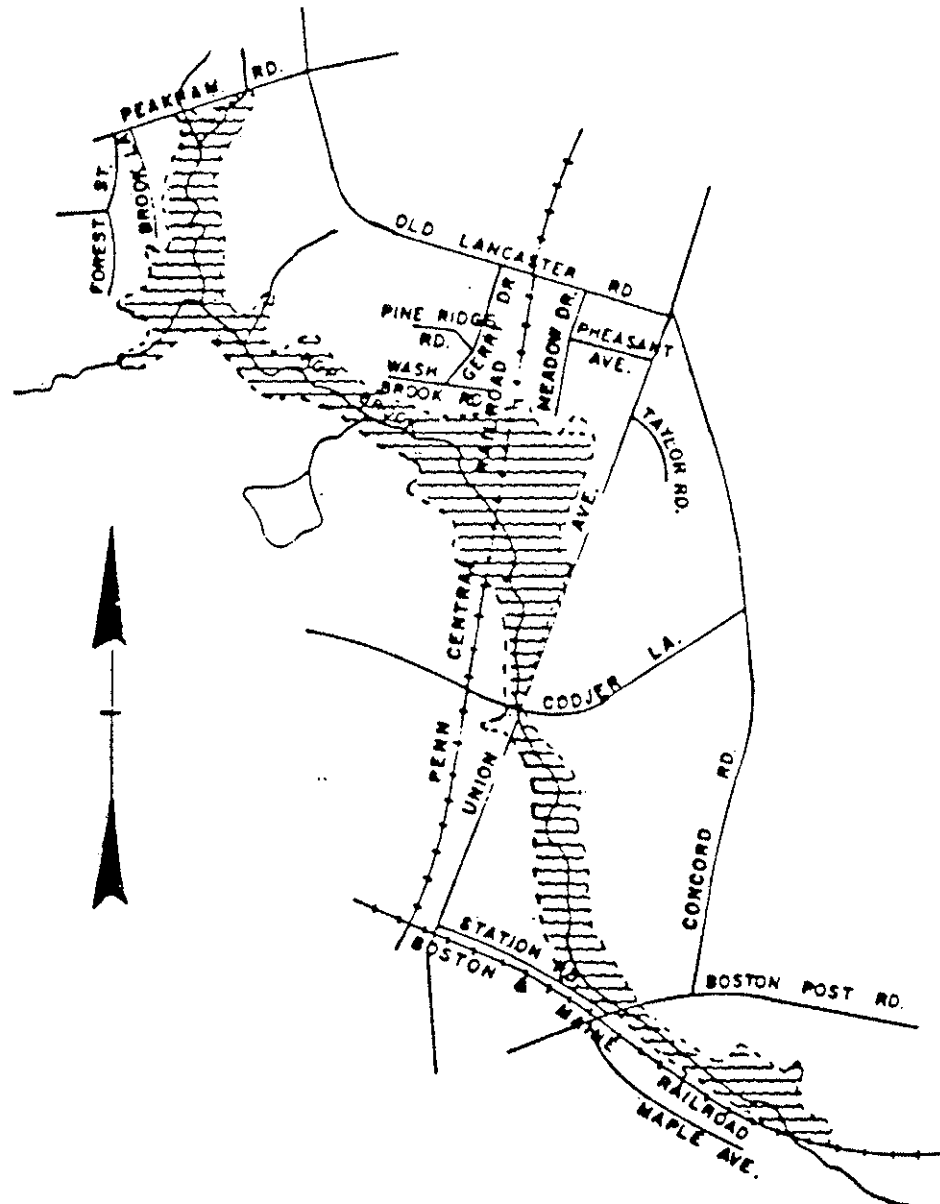 PEAKHAM RD.
FOREST ST.
BROOK L
OLD LANCASTER RD
PINE RIDGE RD.
GERRY DR
RAILROAD
MEADOW DR.
PHEASANT AVE.
WASH BROOK RD
TAYLOR RD.
UNION AVE.
PENN CENTRAL
CODJER LA.
CONCORD RD.
STATION RD
BOSTON MAINE RAILROAD
BOSTON POST RD.
MAPLE AVE.